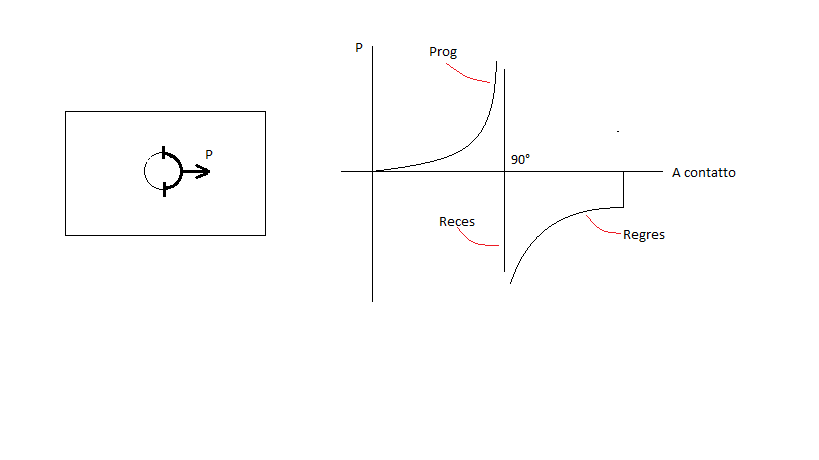 P
P
Prog
90°
A contatto
Reces
Regres